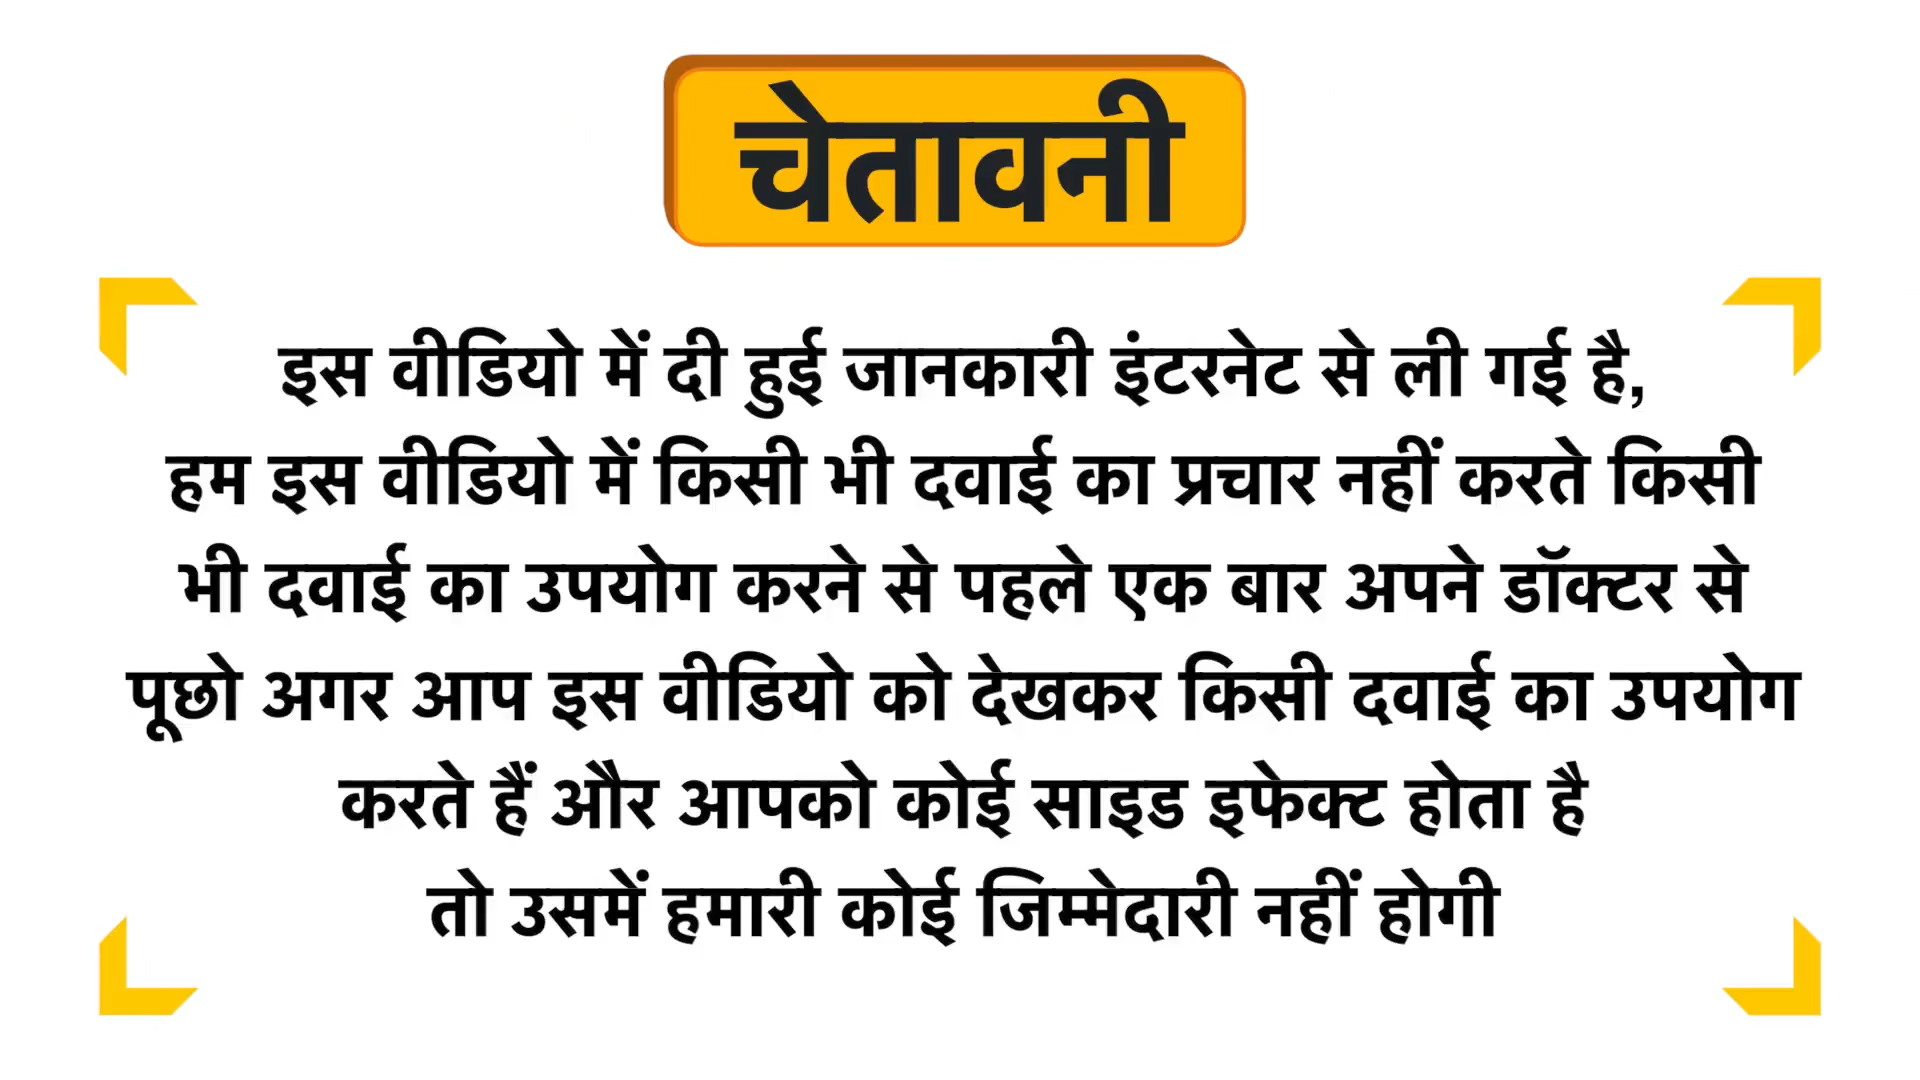 चेतावनी
इस वीडियो में दी हुई जानकारी इंटरनेट से ली गई है,
हम इस वीडियो में किसी भी दवाई का प्रचार नहीं करते किसी
भी दवाई का उपयोग करने से पहले एक बार अपने डॉक्टर से
पूछो अगर आप इस वीडियो को देखकर किसी दवाई का उपयोग
करते हैं और आपको कोई साइड इफेक्ट होता है
तो उसमें हमारी कोई जिम्मेदारी नहीं होगी